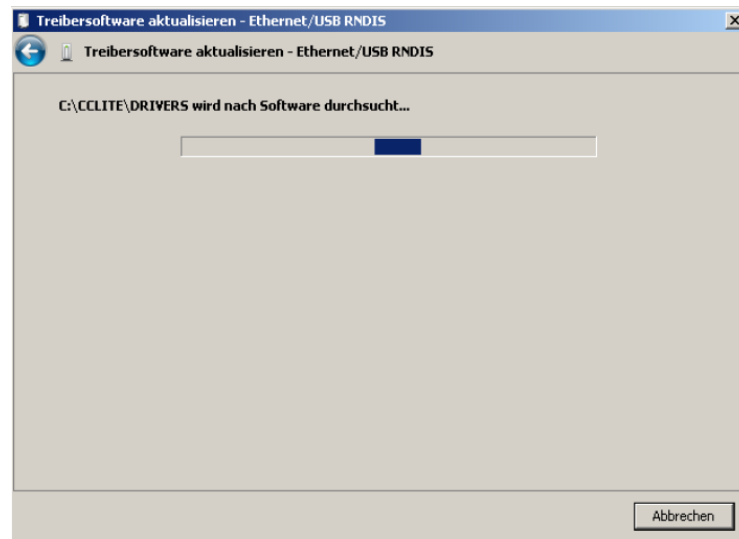 Treibersoftware aktualisieren - Ethernet/USB RNDIS
Treibersoftware aktualisieren - Ethernet/USB RNDIS
C:\CCLITE\DRIVERS wird nach Software durchsucht...
Abbrechen